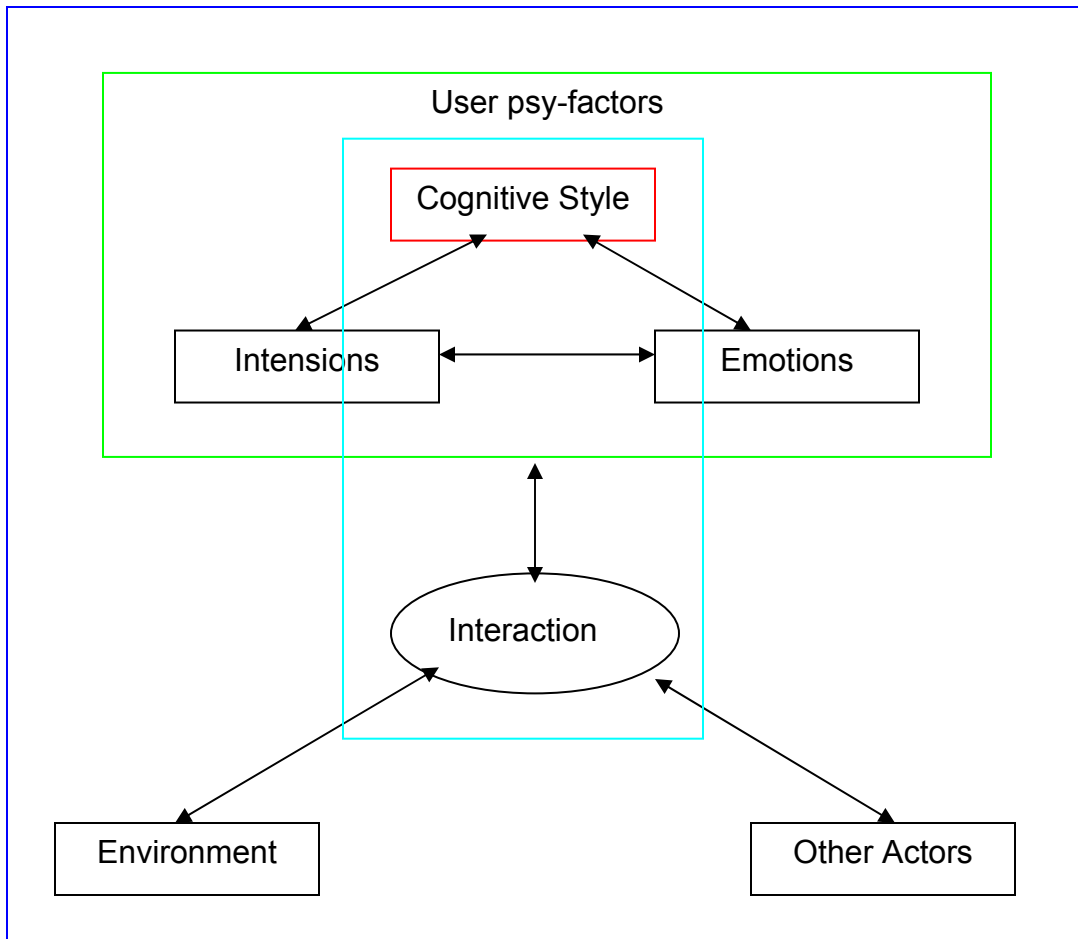 User psy-factors
Cognitive Style
Intensions
Emotions
Interaction
Environment
Other Actors